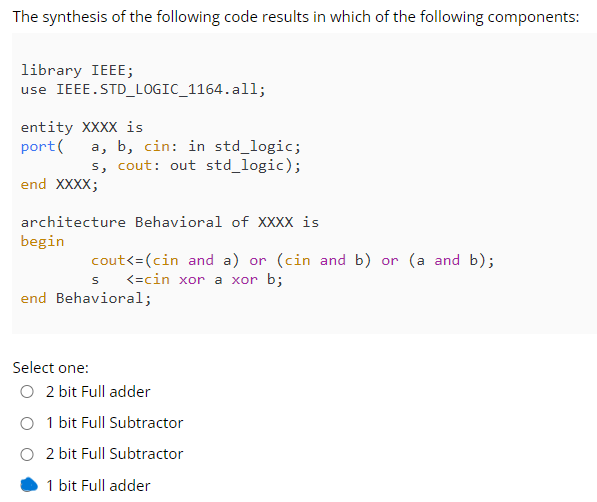 The synthesis of the following code results in which of the following components:
library IEEE;
use IEEE.STD_LOGIC_1164.all;
entity XXXX is
port(   a, b, cin: in std_logic;
        s, cout: out std_logic);
end XXXX;
architecture Behavioral of XXXX is
begin
        cout<=(cin and a) or (cin and b) or (a and b);
        s   <=cin xor a xor b;
end Behavioral;
Select one:
2 bit Full adder
1 bit Full Subtractor
2 bit Full Subtractor
1 bit Full adder